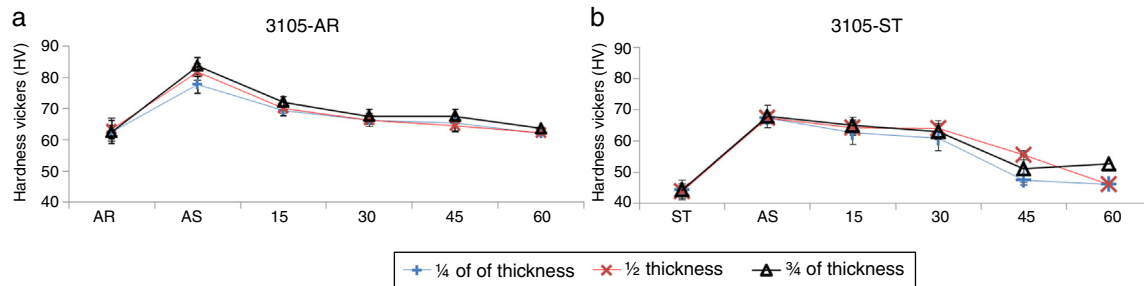 a
3105-AR
Hardness vickers (HV)
90
80
70
60
50
40
AR AS 15 30 45 60
b
3105-ST
Hardness vickers (HV)
90
80
70
60
50
40
ST AS 15 30 45 60
¼ of of thickness ½ thickness ¾ of thickness